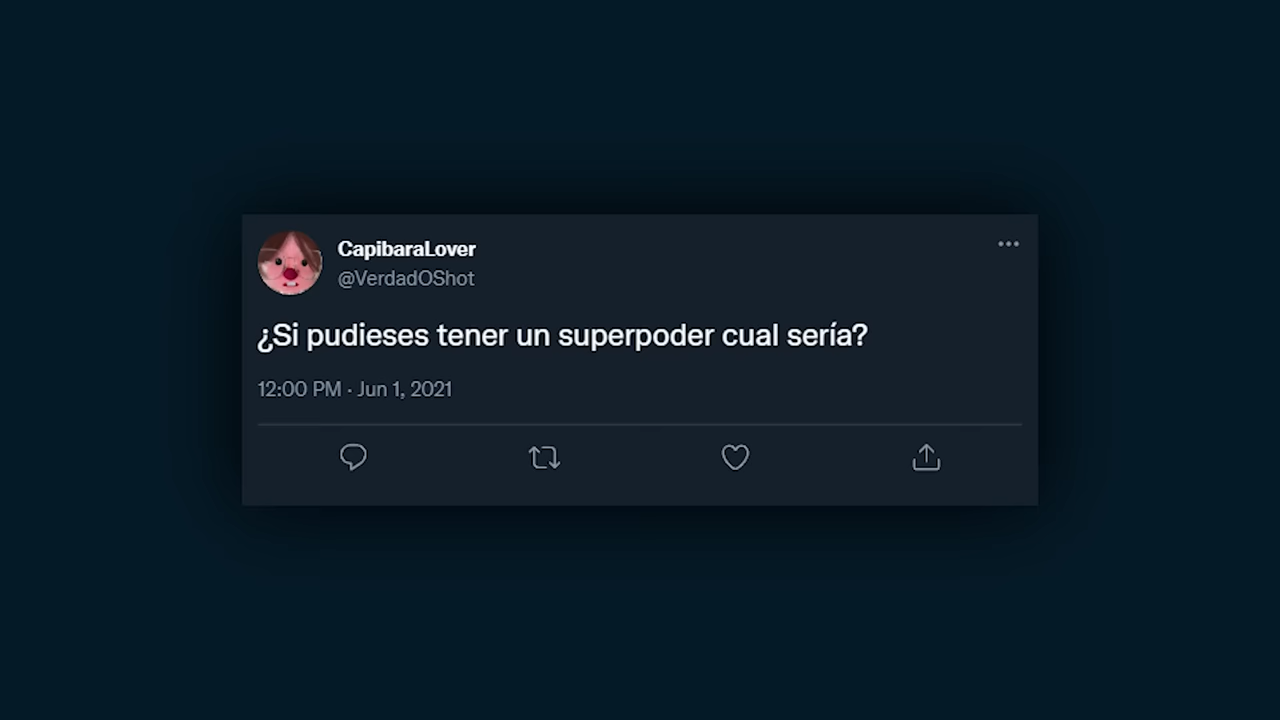 CapibaraLover
@VerdadOShot
¿Si pudieses tener un superpoder cual sería?
12:00 PM · Jun 1, 2021